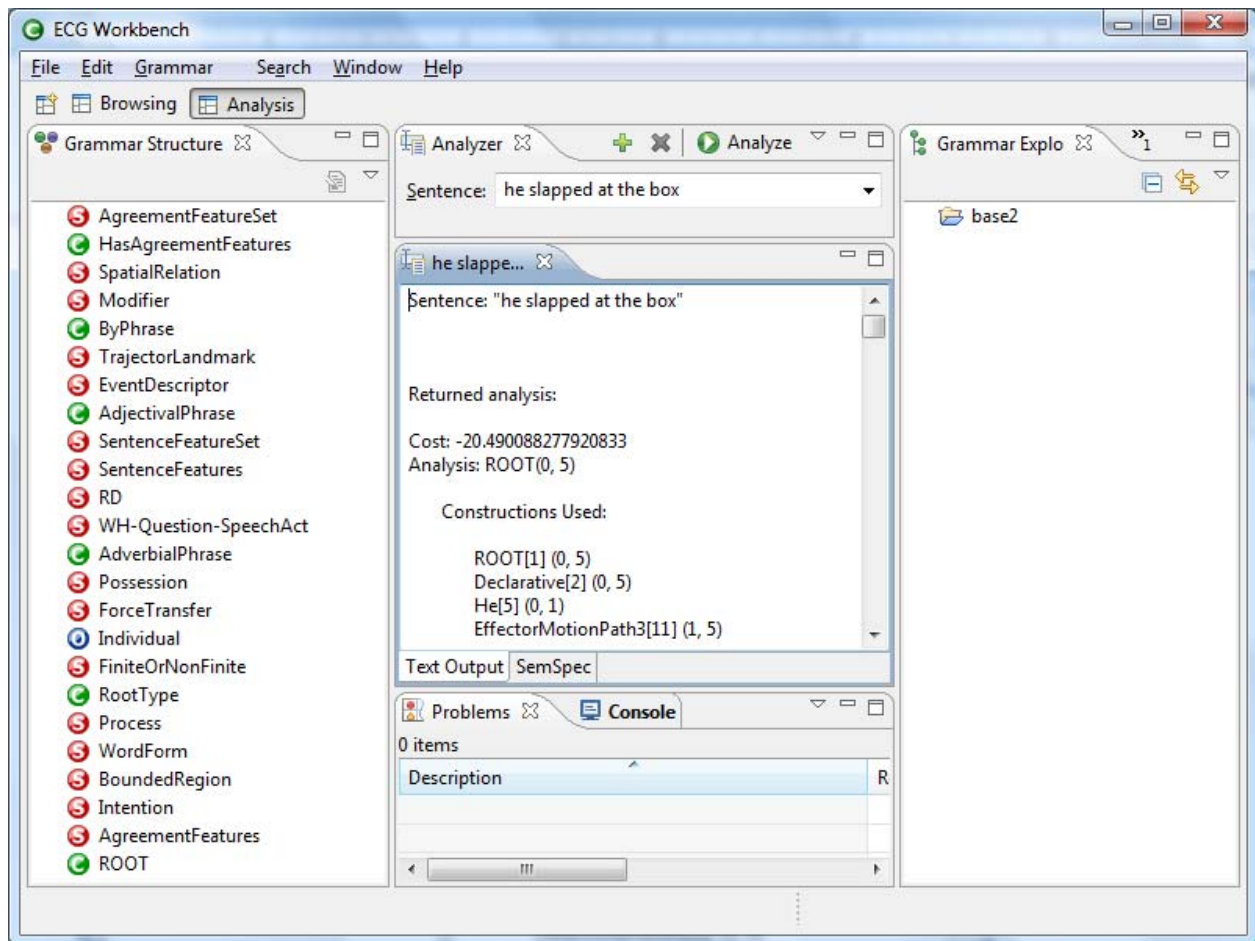 ECG Workbench
File Edit Grammar Search Window Help
Browsing Analysis
Grammar Structure
AgreementFeatureSet
HasAgreementFeatures
SpatialRelation
Modifier
ByPhrase
TrajectorLandmark
EventDescriptor
AdjectivalPhrase
SentenceFeatureSet
SentenceFeatures
RD
WH-Question-SpeechAct
AdverbialPhrase
Possession
ForceTransfer
Individual
FiniteOrNonFinite
RootType
Process
WordForm
BoundedRegion
Intention
AgreementFeatures
ROOT
Analyzer Analyze
Sentence: he slapped at the box
he slappe...
Sentence: "he slapped at the box"
Returned analysis:
Cost: -20.490088277920833
Analysis: ROOT(0, 5)
Constructions Used:
ROOT[1] (0, 5)
Declarative[2] (0, 5)
He[5] (0, 1)
EffectorMotionPath3[11] (1, 5)
Text Output SemSpec
Problems Console
0 items
Description R
Grammar Explo »1
base2